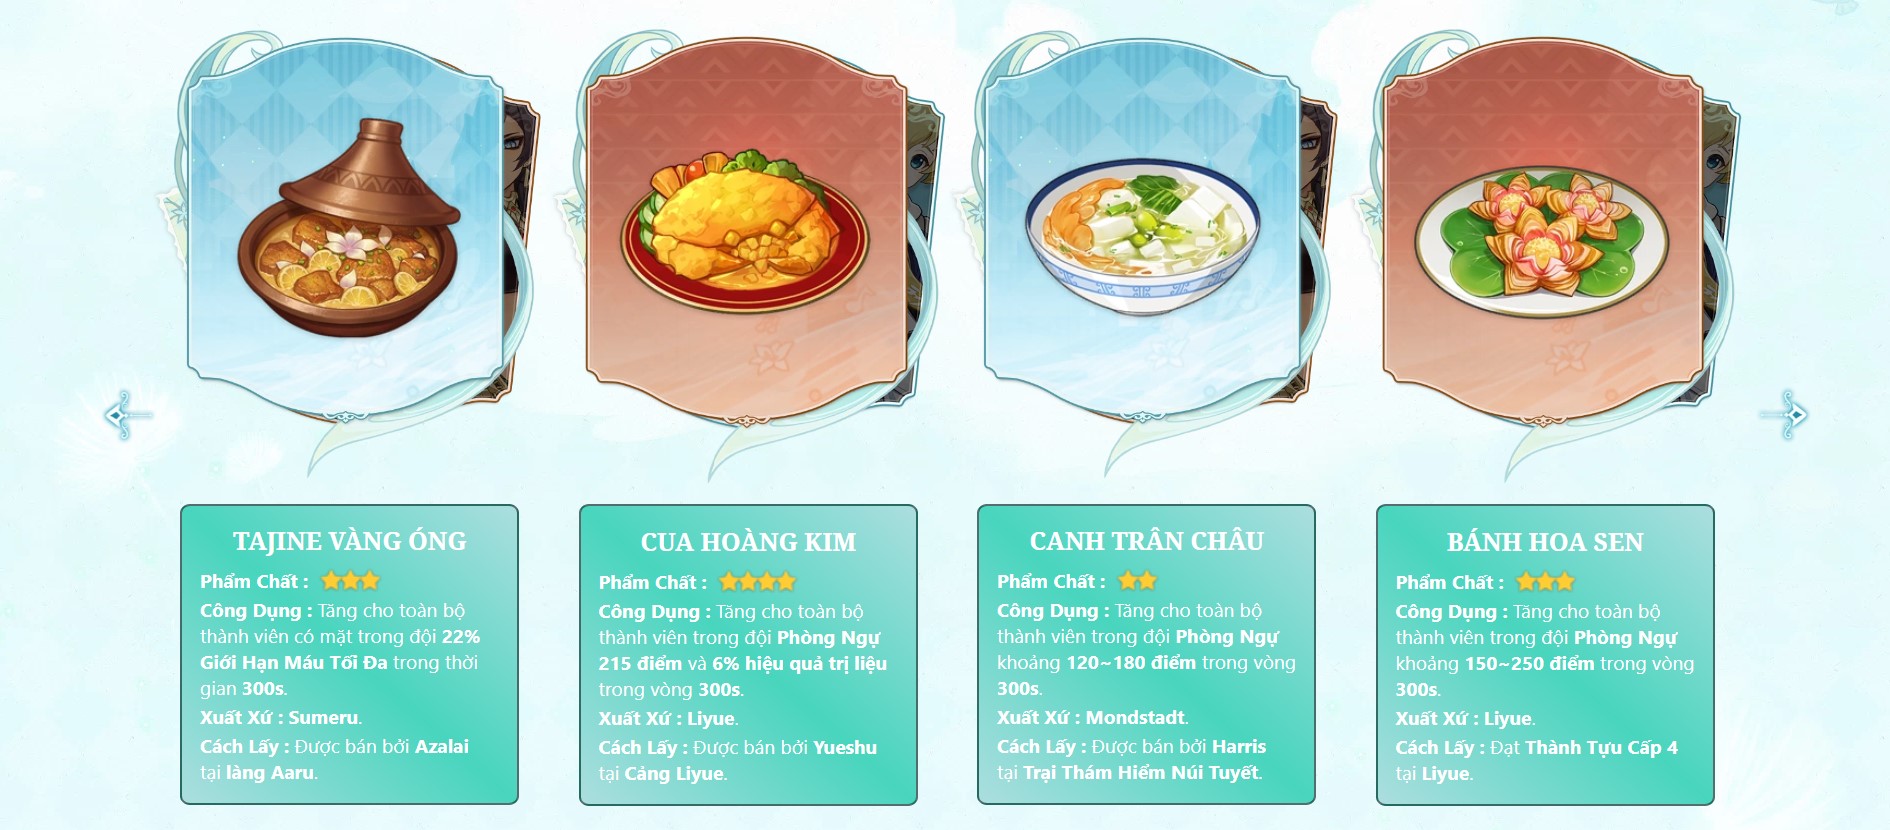 TAJINE VÀNG ÓNG
Phẩm Chất :
Công Dụng : Tăng cho toàn bộ
thành viên có mặt trong đội 22%
Giới Hạn Máu Tối Đa trong thời
gian 300s.
Xuất Xứ : Sumeru.
Cách Lấy : Được bán bởi Azalai
tại làng Aaru.
CUA HOÀNG KIM
Phẩm Chất :
Công Dụng : Tăng cho toàn bộ
thành viên trong đội Phòng Ngự
215 điểm và 6% hiệu quả trị liệu
trong vòng 300s.
Xuất Xứ : Liyue.
Cách Lấy : Được bán bởi Yueshu
tại Cảng Liyue.
CANH TRÂN CHÂU
Phẩm Chất :
Công Dụng : Tăng cho toàn bộ
thành viên trong đội Phòng Ngự
khoảng 120~180 điểm trong vòng
300s.
Xuất Xứ : Mondstadt.
Cách Lấy : Được bán bởi Harris
tại Trại Thám Hiểm Núi Tuyết.
BÁNH HOA SEN
Phẩm Chất :
Công Dụng : Tăng cho toàn bộ
thành viên trong đội Phòng Ngự
khoảng 150~250 điểm trong vòng
300s.
Xuất Xứ : Liyue.
Cách Lấy : Đạt Thành Tựu Cấp 4
tại Liyue.